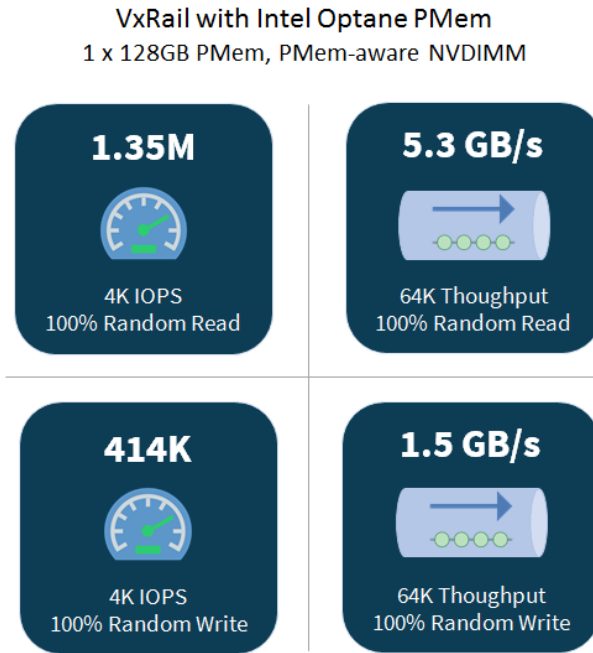 VxRail with Intel Optane PMem
1 x 128GB PMem, PMem-aware NVDIMM
1.35M
4K IOPS
100% Random Read
5.3 GB/s
64K Thoughput
100% Random Read
414K
4K IOPS
100% Random Write
1.5 GB/s
64K Thoughput
100% Random Write